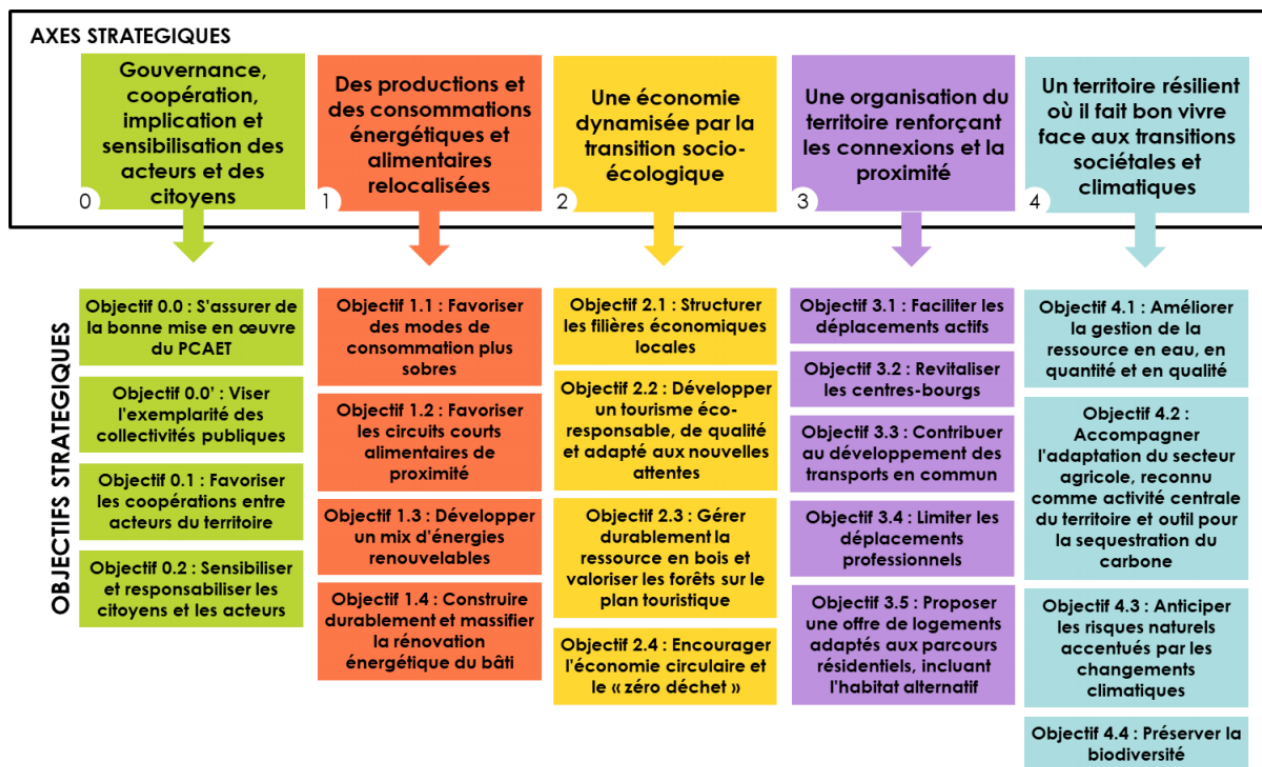 AXES STRATEGIQUES
Gouvernance,
coopération,
implication et
sensibilisation des
acteurs et des
citoyens
0
Des productions et
des consommations
énergétiques et
alimentaires
relocalisées
1
Une économie
dynamisée par la
transition socio-
écologique
2
Une organisation du
territoire renforçant
les connexions et la
proximité
3
Un territoire résilient
où il fait bon vivre
face aux transitions
sociétales et
climatiques
4
OBJECTIFS STRATEGIQUES
Objectif 0.0 : S'assurer de
la bonne mise en œuvre
du PCAET
Objectif 0.0' : Viser
l'exemplarité des
collectivités publiques
Objectif 0.1 : Favoriser
les coopérations entre
acteurs du territoire
Objectif 0.2 : Sensibiliser
et responsabiliser les
citoyens et les acteurs
Objectif 1.1 : Favoriser
des modes de
consommation plus
sobres
Objectif 1.2 : Favoriser
les circuits courts
alimentaires de
proximité
Objectif 1.3 : Développer
un mix d'énergies
renouvelables
Objectif 1.4 : Construire
durablement et massifier
la rénovation
énergétique du bâti
Objectif 2.1 : Structurer
les filières économiques
locales
Objectif 2.2 : Développer
un tourisme éco-
responsable, de qualité
et adapté aux nouvelles
attentes
Objectif 2.3 : Gérer
durablement la
ressource en bois et
valoriser les forêts sur le
plan touristique
Objectif 2.4 : Encourager
l'économie circulaire et
le « zéro déchet »
Objectif 3.1 : Faciliter les
déplacements actifs
Objectif 3.2 : Revitaliser
les centres-bourgs
Objectif 3.3 : Contribuer
au développement des
transports en commun
Objectif 3.4 : Limiter les
déplacements
professionnels
Objectif 3.5 : Proposer
une offre de logements
adaptés aux parcours
résidentiels, incluant
l'habitat alternatif
Objectif 4.1 : Améliorer
la gestion de la
ressource en eau, en
quantité et en qualité
Objectif 4.2 :
Accompagner
l'adaptation du secteur
agricole, reconnu
comme activité centrale
du territoire et outil pour
la sequestration du
carbone
Objectif 4.3 : Anticiper
les risques naturels
accentués par les
changements
climatiques
Objectif 4.4 : Préserver la
biodiversité